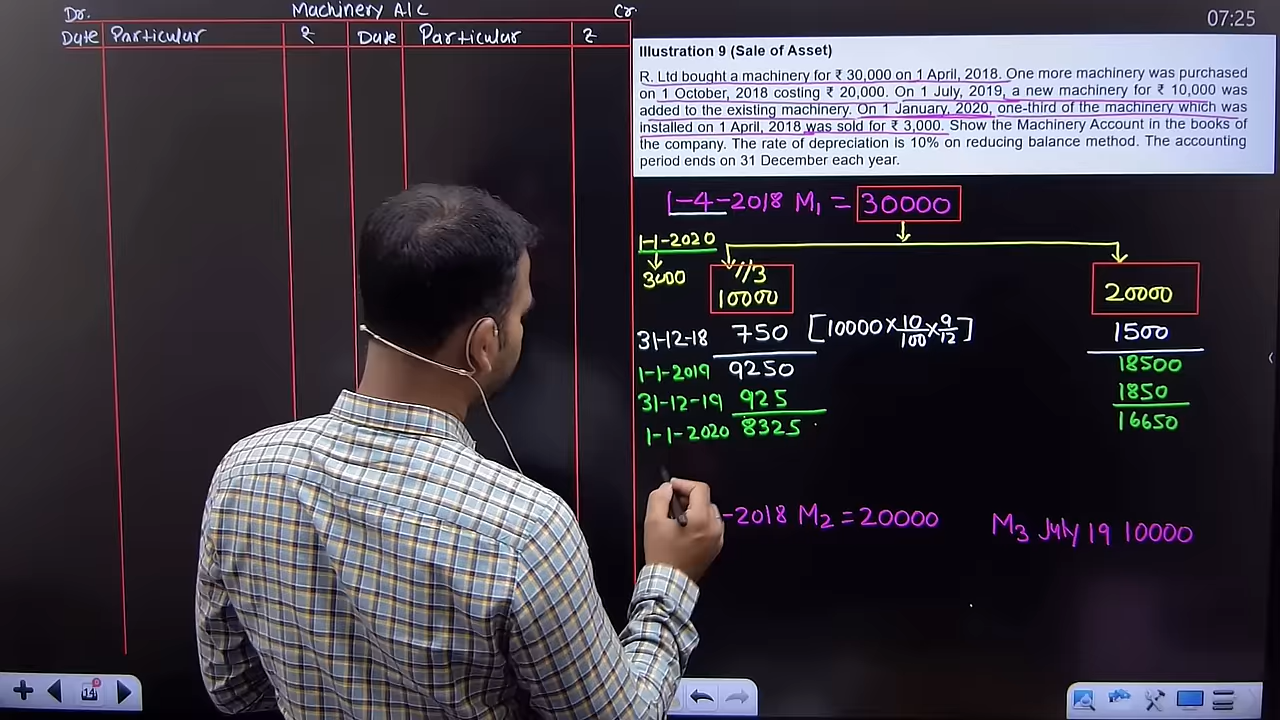 Dr. Machinery A/c Cr.
Date Particular ₹ Date Particular ₹
07:25
Illustration 9 (Sale of Asset)
R. Ltd bought a machinery for ₹ 30,000 on 1 April, 2018. One more machinery was purchased
on 1 October, 2018 costing ₹ 20,000. On 1 July, 2019, a new machinery for ₹ 10,000 was
added to the existing machinery. On 1 January, 2020, one-third of the machinery which was
installed on 1 April, 2018 was sold for ₹ 3,000. Show the Machinery Account in the books of
the company. The rate of depreciation is 10% on reducing balance method. The accounting
period ends on 31 December each year.
1-4-2018 M₁ = 30000
1-1-2020
3000
1/3
10000
20000
31-12-18 750 [10000 × 10/100 × 9/12] 1500
1-1-2019 9250 18500
31-12-19 925 1850
1-1-2020 8325 16650
-2018 M₂ = 20000 M₃ July 19 10000
14